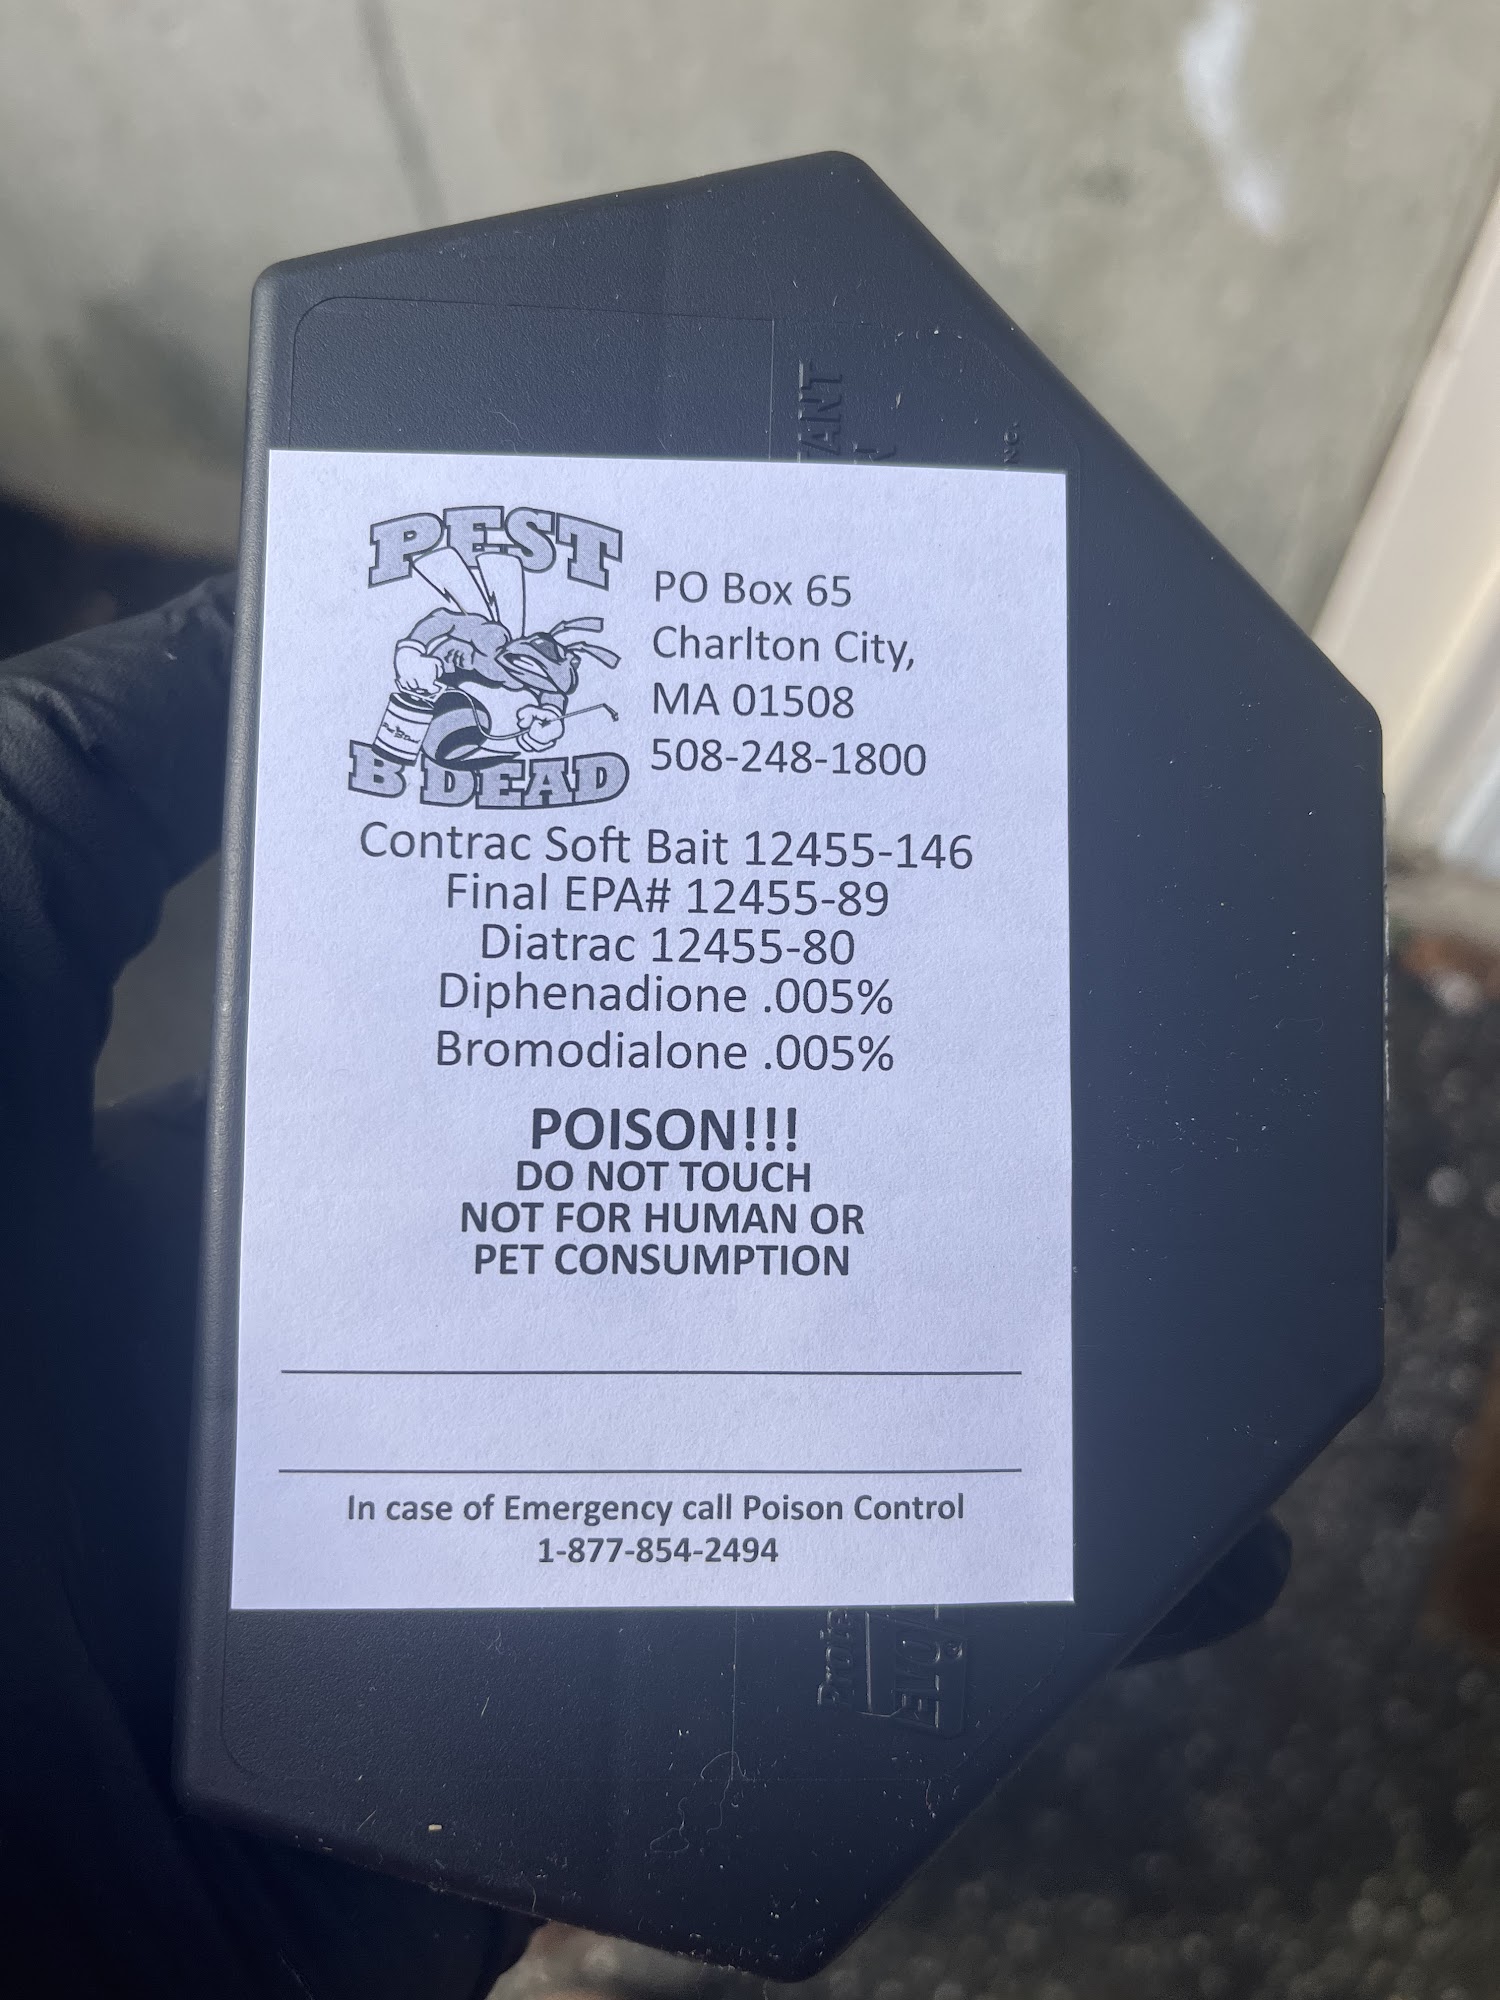 ANT
INC.
PEST
B DEAD
PO Box 65
Charlton City,
MA 01508
508-248-1800
Contrac Soft Bait 12455-146
Final EPA# 12455-89
Diatrac 12455-80
Diphenadione .005%
Bromodialone .005%
POISON!!!
DO NOT TOUCH
NOT FOR HUMAN OR
PET CONSUMPTION
In case of Emergency call Poison Control
1-877-854-2494